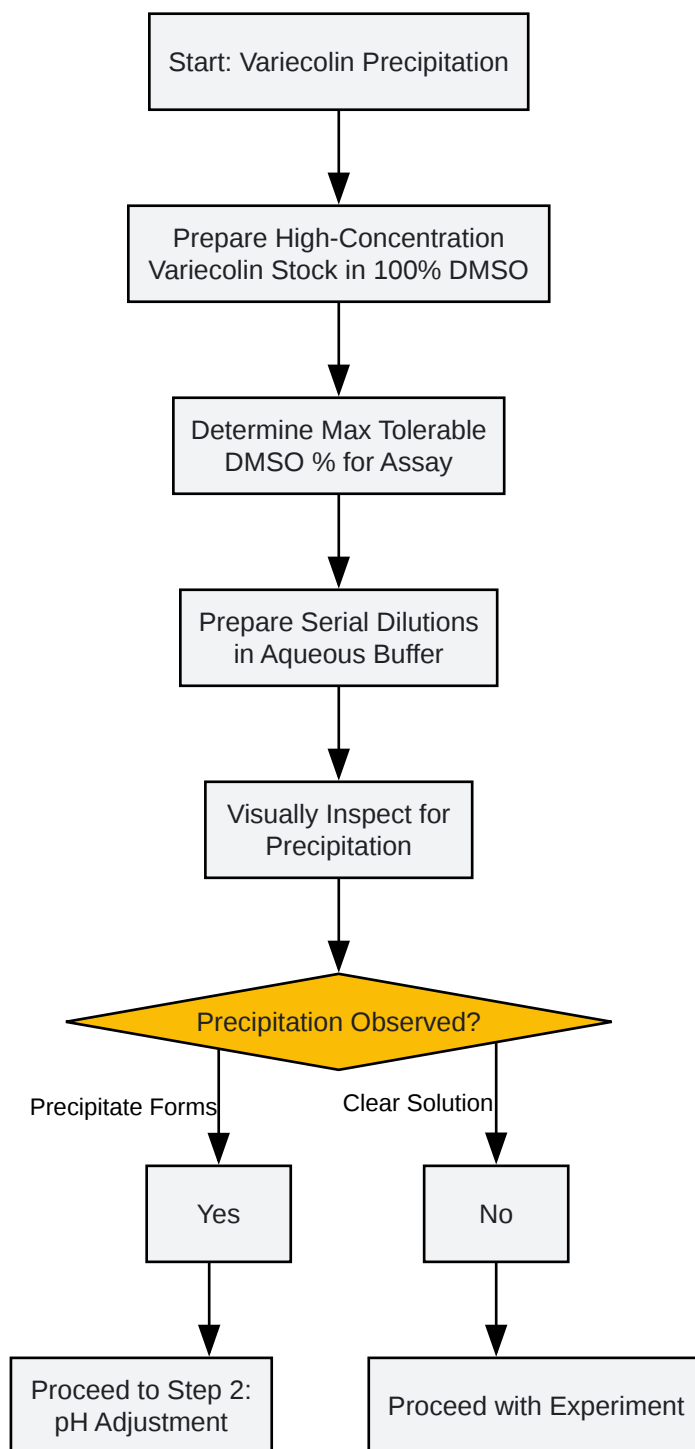 Start: Variecolin Precipitation
Prepare High-Concentration
Variecolin Stock in 100% DMSO
Determine Max Tolerable
DMSO % for Assay
Prepare Serial Dilutions
in Aqueous Buffer
Visually Inspect for
Precipitation
Precipitation Observed?
Precipitate Forms
Clear Solution
Yes
No
Proceed to Step 2:
pH Adjustment
Proceed with Experiment